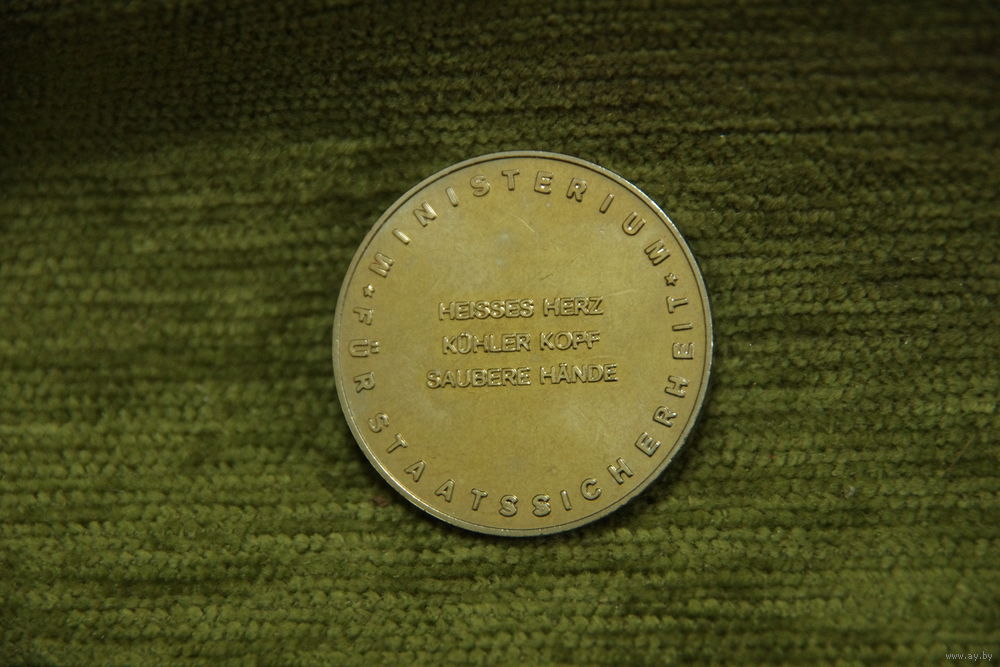 MINISTERIUM
HEISSES HERZ
KÜHLER KOPF
SAUBERE HÄNDE
FÜR STAATSSICHERHEIT
www.ay.by